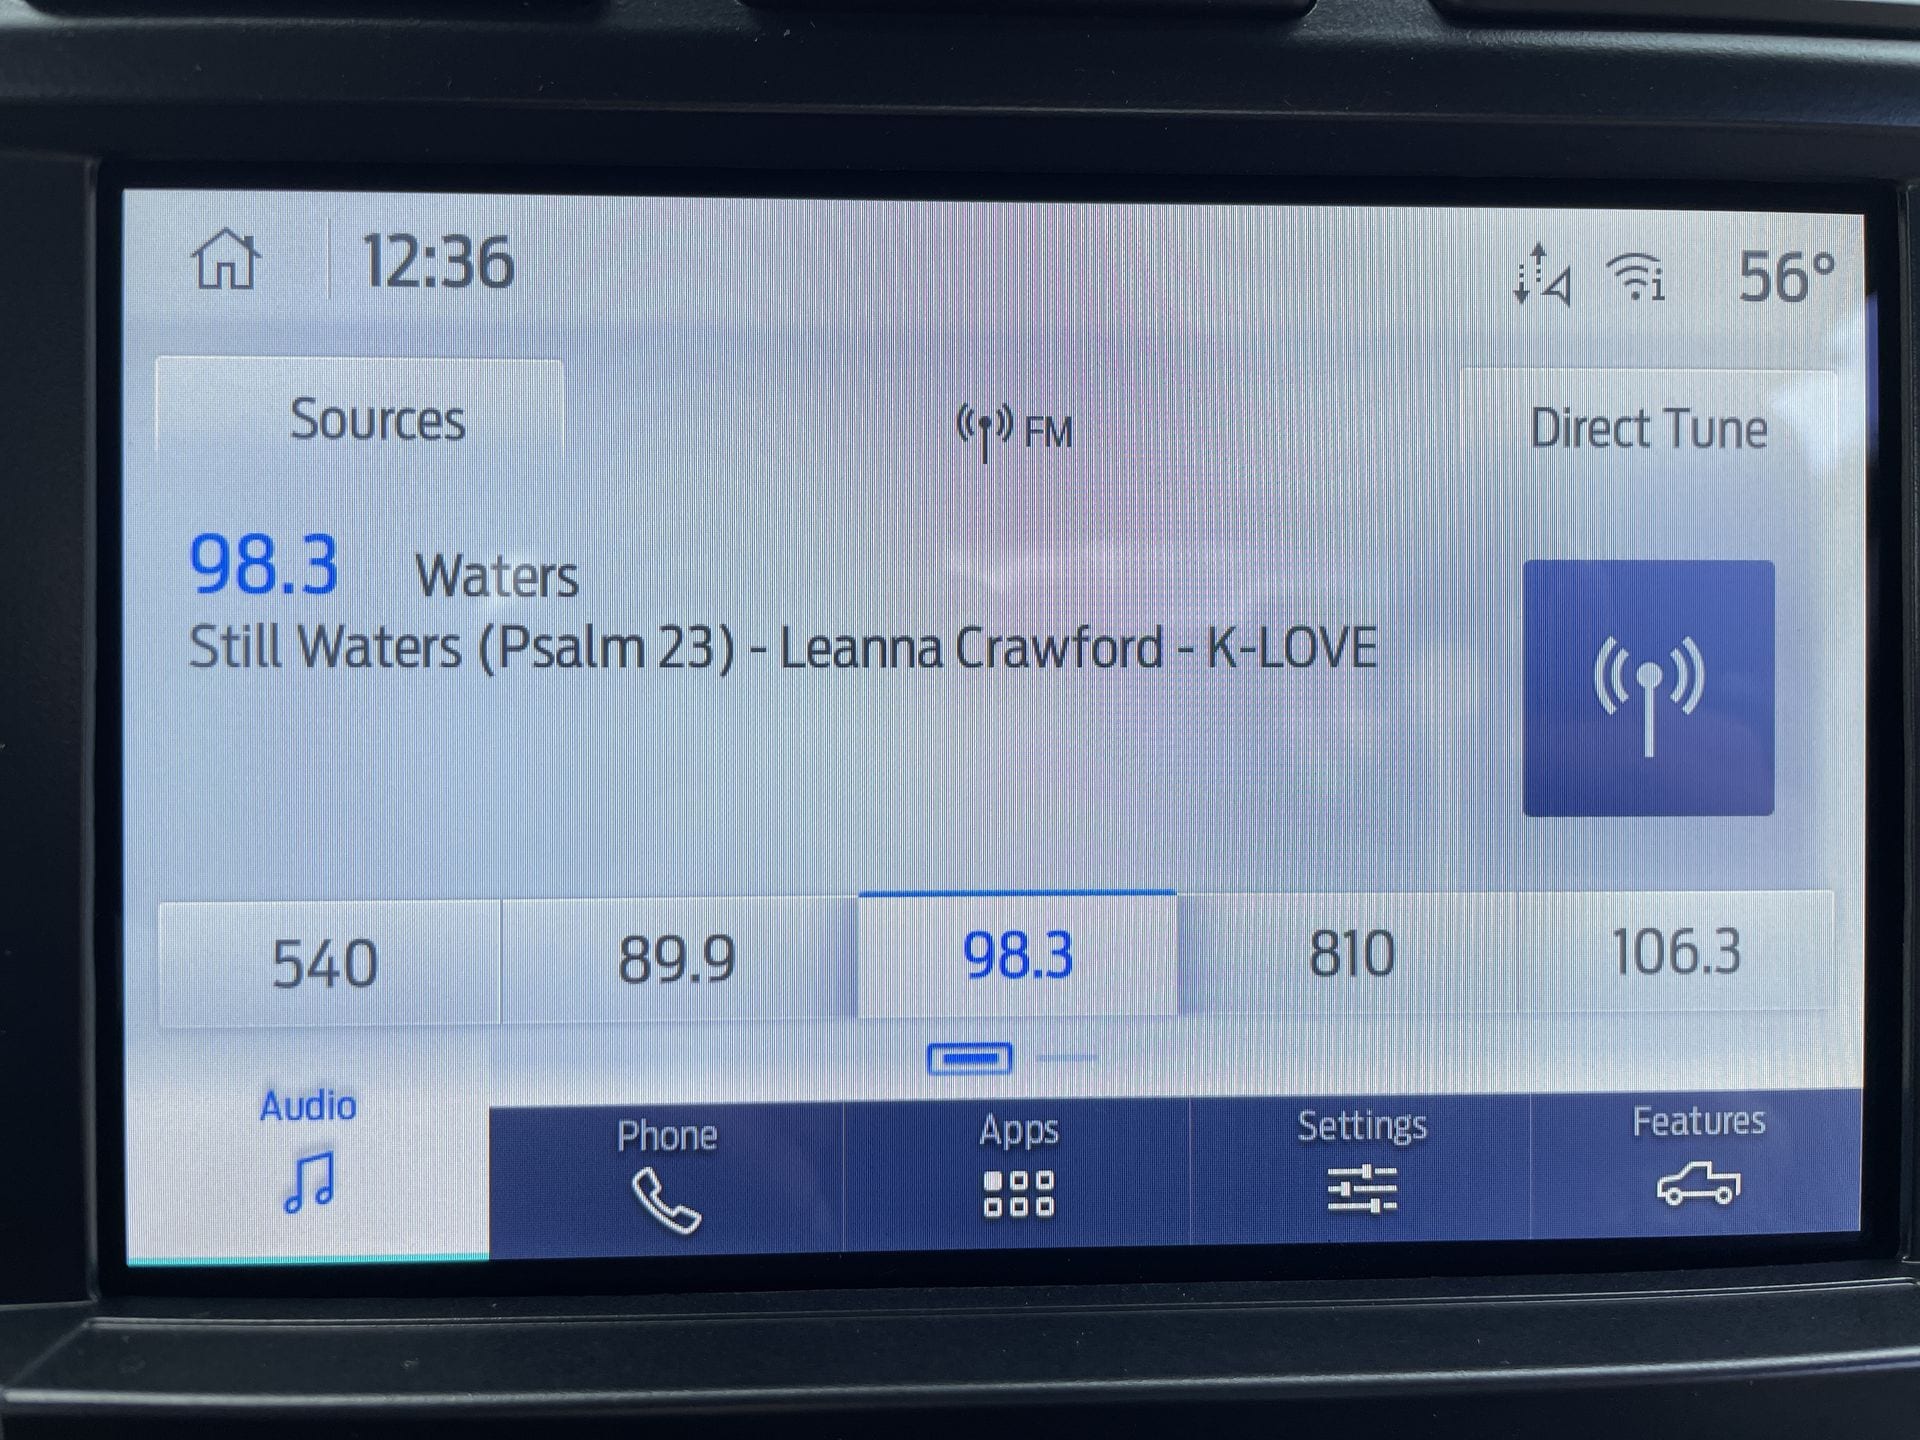 12:36
56°
Sources
FM
Direct Tune
98.3 Waters
Still Waters (Psalm 23) - Leanna Crawford - K-LOVE
540
89.9
98.3
810
106.3
Audio
Phone
Apps
Settings
Features